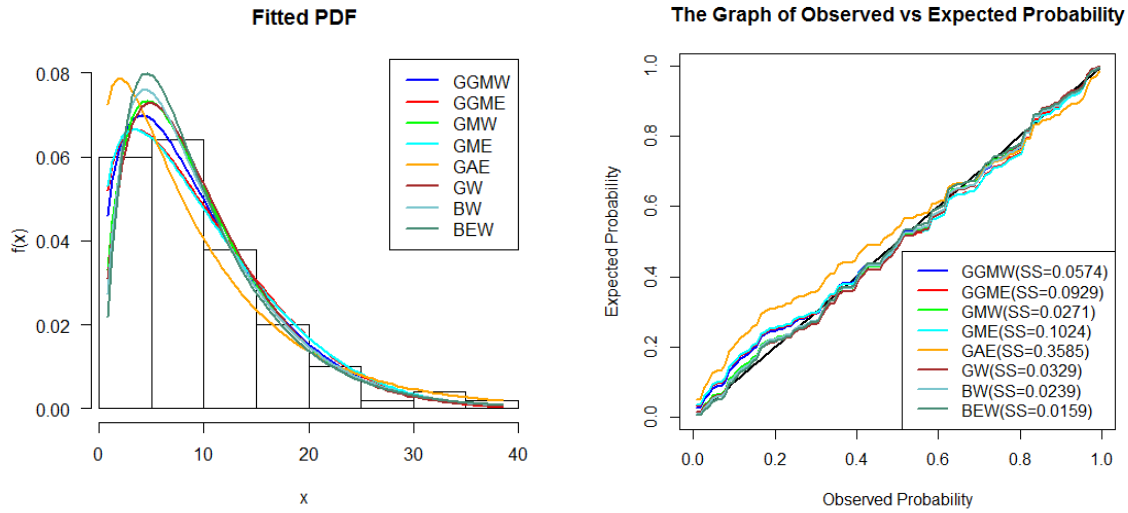 Fitted PDF
0.08
0.06
0.04
0.02
0.00
f(x)
GGMW
GGME
GMW
GME
GAE
GW
BW
BEW
0 10 20 30 40
x
The Graph of Observed vs Expected Probability
1.0
0.8
0.6
0.4
0.2
0.0
Expected Probability
GGMW(SS=0.0574)
GGME(SS=0.0929)
GMW(SS=0.0271)
GME(SS=0.1024)
GAE(SS=0.3585)
GW(SS=0.0329)
BW(SS=0.0239)
BEW(SS=0.0159)
0.0 0.2 0.4 0.6 0.8 1.0
Observed Probability